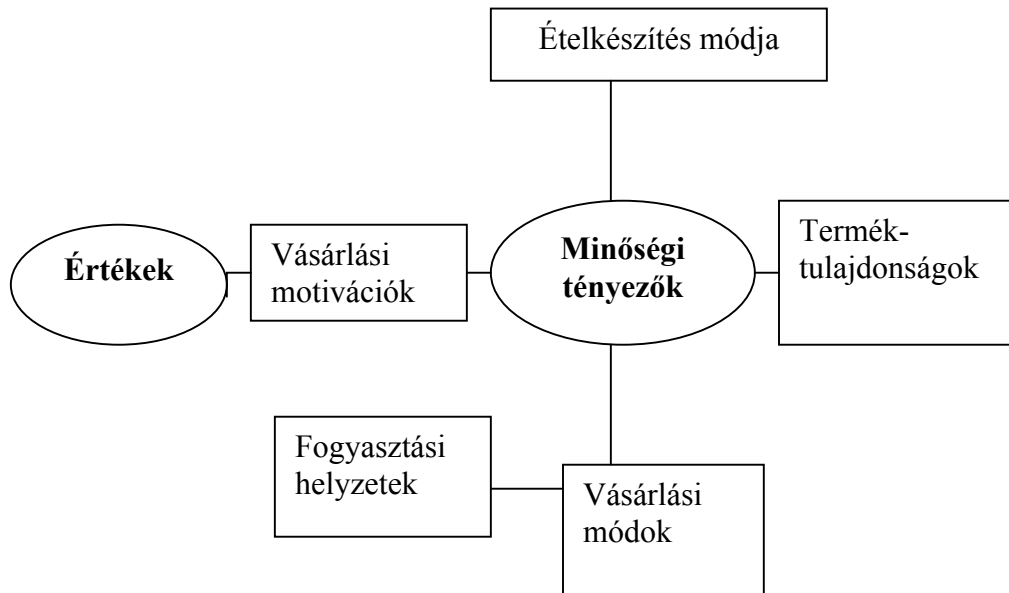 Ételkészítés módja
Értékek
Vásárlási
motivációk
Minőségi
tényezők
Termék-
tulajdonságok
Fogyasztási
helyzetek
Vásárlási
módok